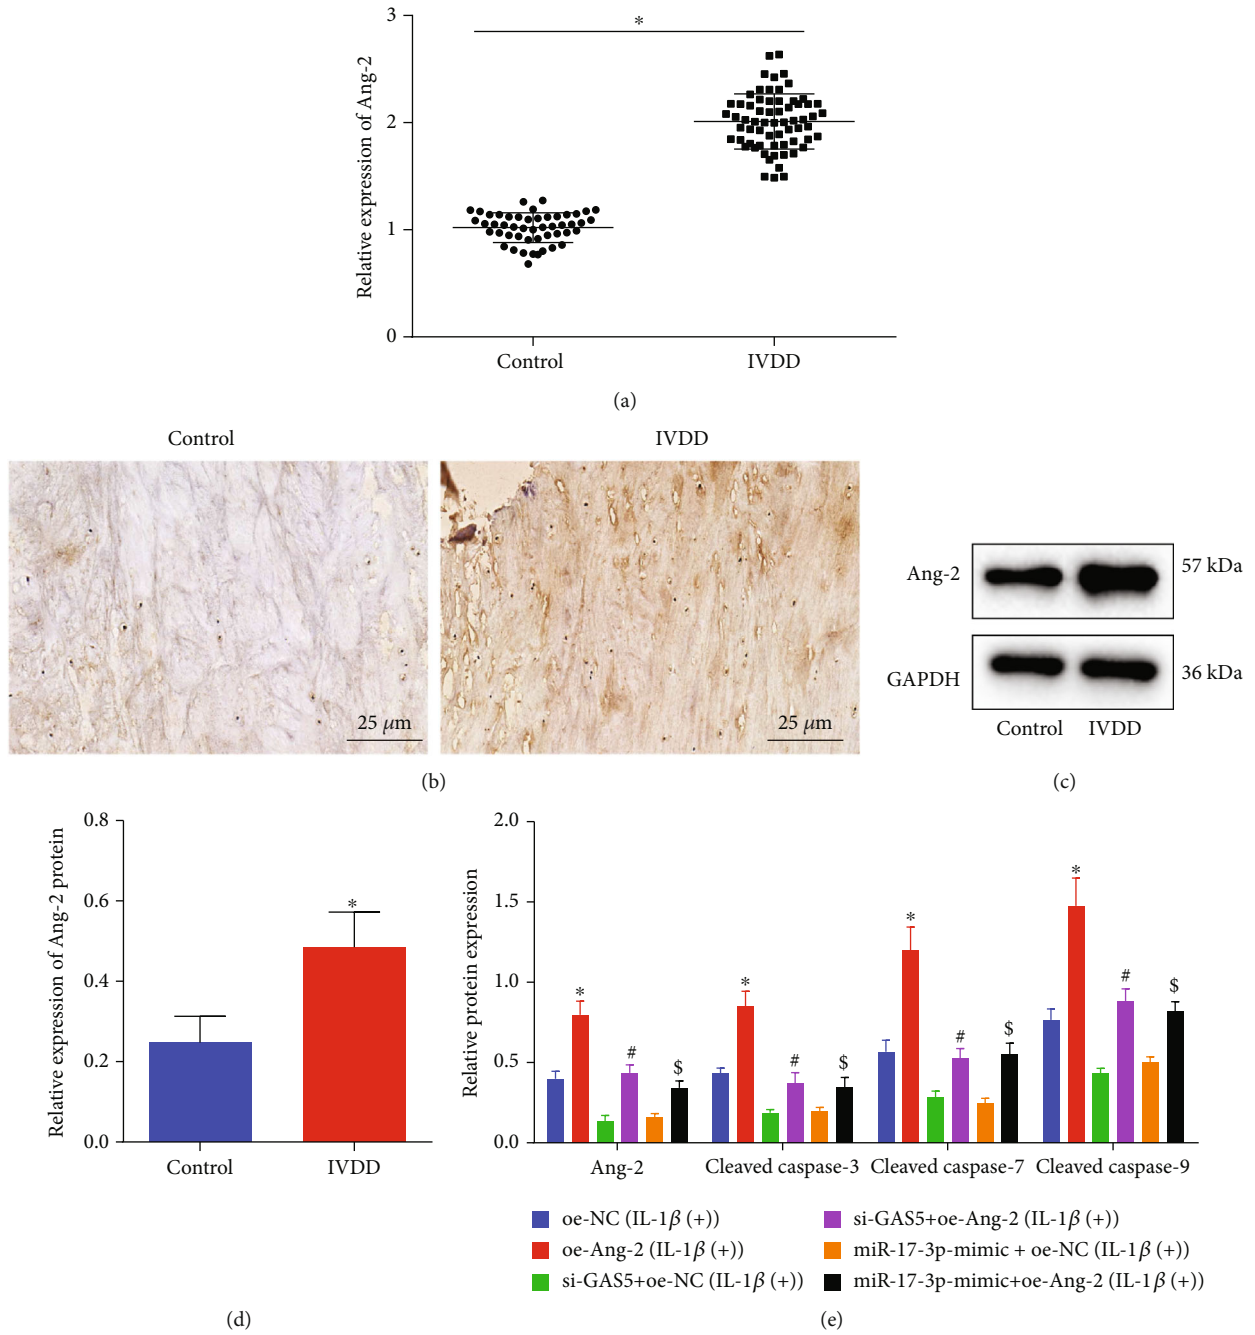 3
2
1
0
Relative expression of Ang-2
*
Control
IVDD
(a)
Control
IVDD
25 μm
25 μm
(b)
Ang-2
57 kDa
GAPDH
36 kDa
Control
IVDD
(c)
0.8
0.6
0.4
0.2
0.0
Relative expression of Ang-2 protein
*
Control
IVDD
(d)
2.0
1.5
1.0
0.5
0.0
Relative protein expression
* # $
* # $
* # $
* # $
Ang-2
Cleaved caspase-3
Cleaved caspase-7
Cleaved caspase-9
oe-NC (IL-1β (+))
oe-Ang-2 (IL-1β (+))
si-GAS5+oe-NC (IL-1β (+))
si-GAS5+oe-Ang-2 (IL-1β (+))
miR-17-3p-mimic + oe-NC (IL-1β (+))
miR-17-3p-mimic+oe-Ang-2 (IL-1β (+))
(e)